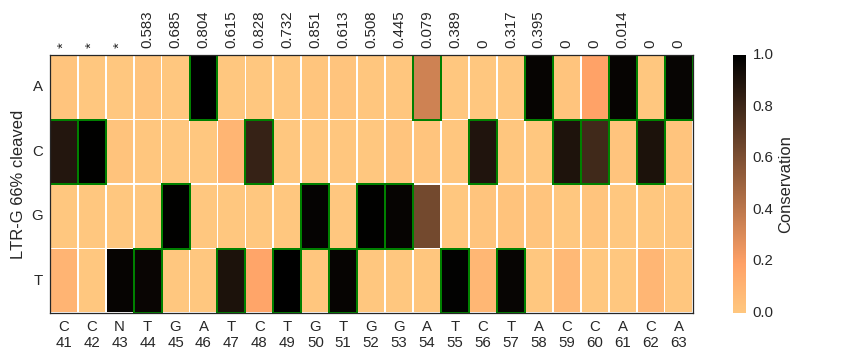 * * * 0.583 0.685 0.804 0.615 0.828 0.732 0.851 0.613 0.508 0.445 0.079 0.389 0 0.317 0.395 0 0 0.014 0 0
LTR-G 66% cleaved
A
C
G
T
C C N T G A T C T G T G G A T C T A C C A C A
41 42 43 44 45 46 47 48 49 50 51 52 53 54 55 56 57 58 59 60 61 62 63
1.0
0.8
0.6
0.4
0.2
0.0
Conservation